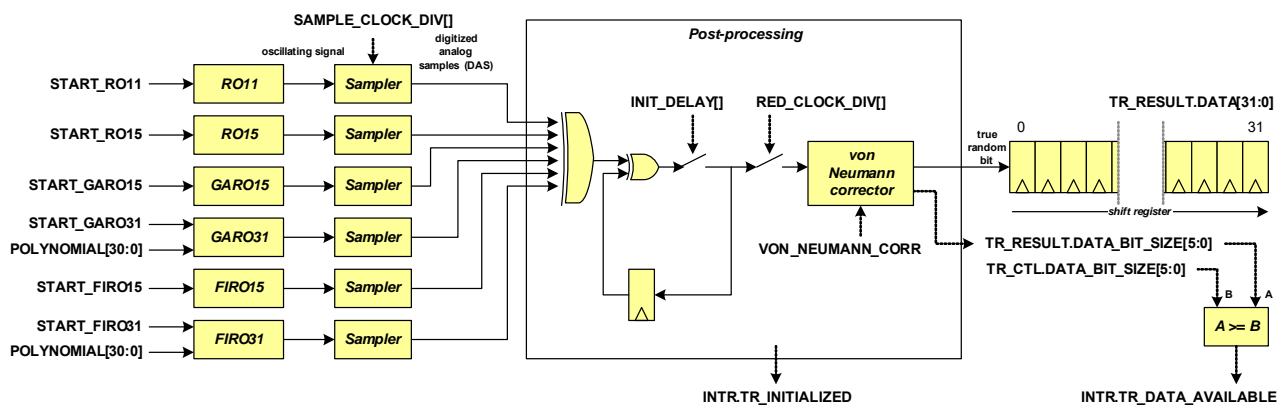 SAMPLE_CLOCK_DIV[]
oscillating signal
digitized
analog
samples (DAS)
START_RO11
RO11
Sampler
START_RO15
RO15
Sampler
START_GARO15
GARO15
Sampler
START_GARO31
POLYNOMIAL[30:0]
GARO31
Sampler
START_FIRO15
FIRO15
Sampler
START_FIRO31
POLYNOMIAL[30:0]
FIRO31
Sampler
Post-processing
INIT_DELAY[]
RED_CLOCK_DIV[]
von
Neumann
corrector
VON_NEUMANN_CORR
INTR.TR_INITIALIZED
true
random
bit
TR_RESULT.DATA[31:0]
0
31
shift register
TR_RESULT.DATA_BIT_SIZE[5:0]
TR_CTL.DATA_BIT_SIZE[5:0]
B
A
A >= B
INTR.TR_DATA_AVAILABLE